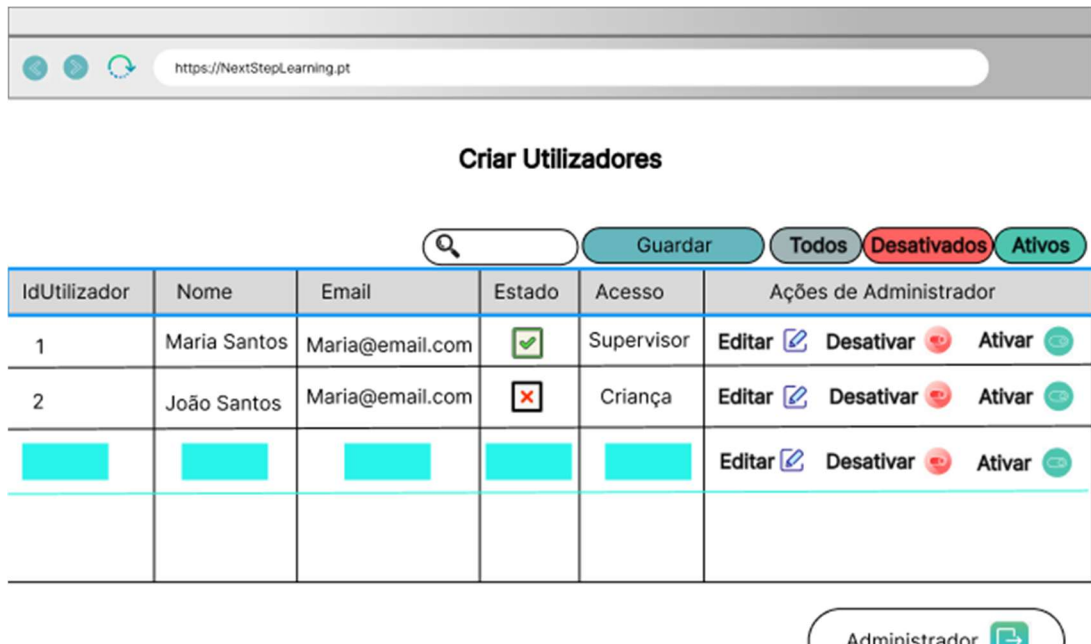 https://NextStepLearning.pt
Criar Utilizadores
Guardar Todos Desativados Ativos
IdUtilizador Nome Email Estado Acesso Ações de Administrador
1 Maria Santos Maria@email.com Supervisor Editar Desativar Ativar
2 João Santos Maria@email.com Criança Editar Desativar Ativar
Editar Desativar Ativar
Administrador